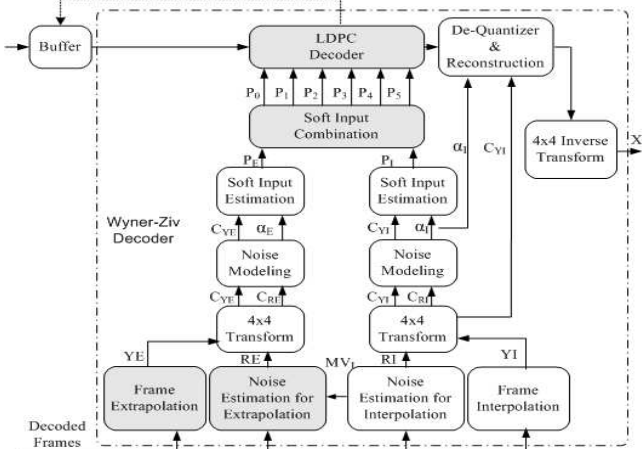 LDPC
Decoder
Buffer
De-Quantizer
&
Reconstruction
P0 P1 P2 P3 P4 P5
Soft Input
Combination
αI CYI
4x4 Inverse
Transform
X
PE PI
Soft Input
Estimation
Soft Input
Estimation
Wyner-Ziv
Decoder
CYE αE
CYI αI
Noise
Modeling
Noise
Modeling
CYE CRE
CYI CRI
4x4
Transform
4x4
Transform
YE RE MVI RI YI
Frame
Extrapolation
Noise
Estimation for
Extrapolation
Noise
Estimation for
Interpolation
Frame
Interpolation
Decoded
Frames